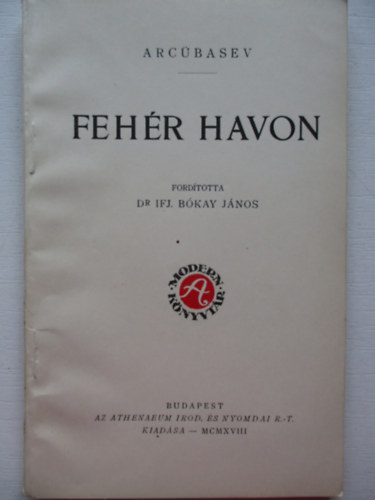 ARCÜBASEV
FEHÉR HAVON
FORDÍTOTTA
DR IFJ. BÓKAY JÁNOS
MODERN
A
KÖNYVTÁR
BUDAPEST
AZ ATHENAEUM IROD. ÉS NYOMDAI R.-T.
KIADÁSA — MCMXVIII